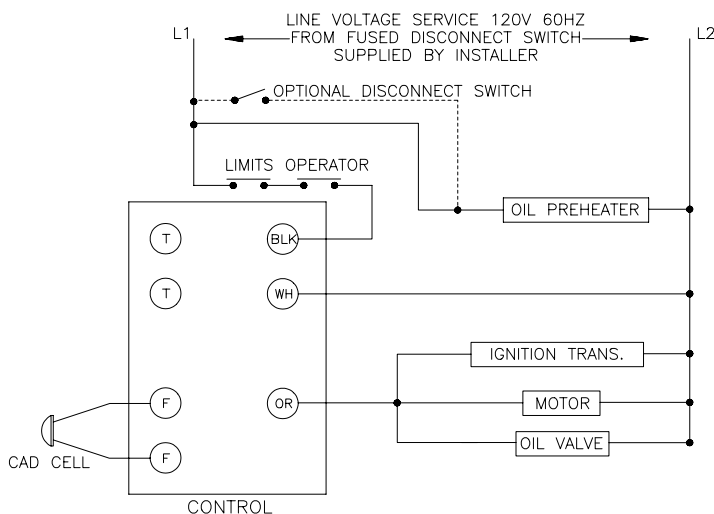 LINE VOLTAGE SERVICE 120V 60HZ
L1
FROM FUSED DISCONNECT SWITCH
L2
SUPPLIED BY INSTALLER
OPTIONAL DISCONNECT SWITCH
LIMITS OPERATOR
OIL PREHEATER
T
BLK
T
WH
IGNITION TRANS.
F
OR
MOTOR
OIL VALVE
F
CAD CELL
CONTROL